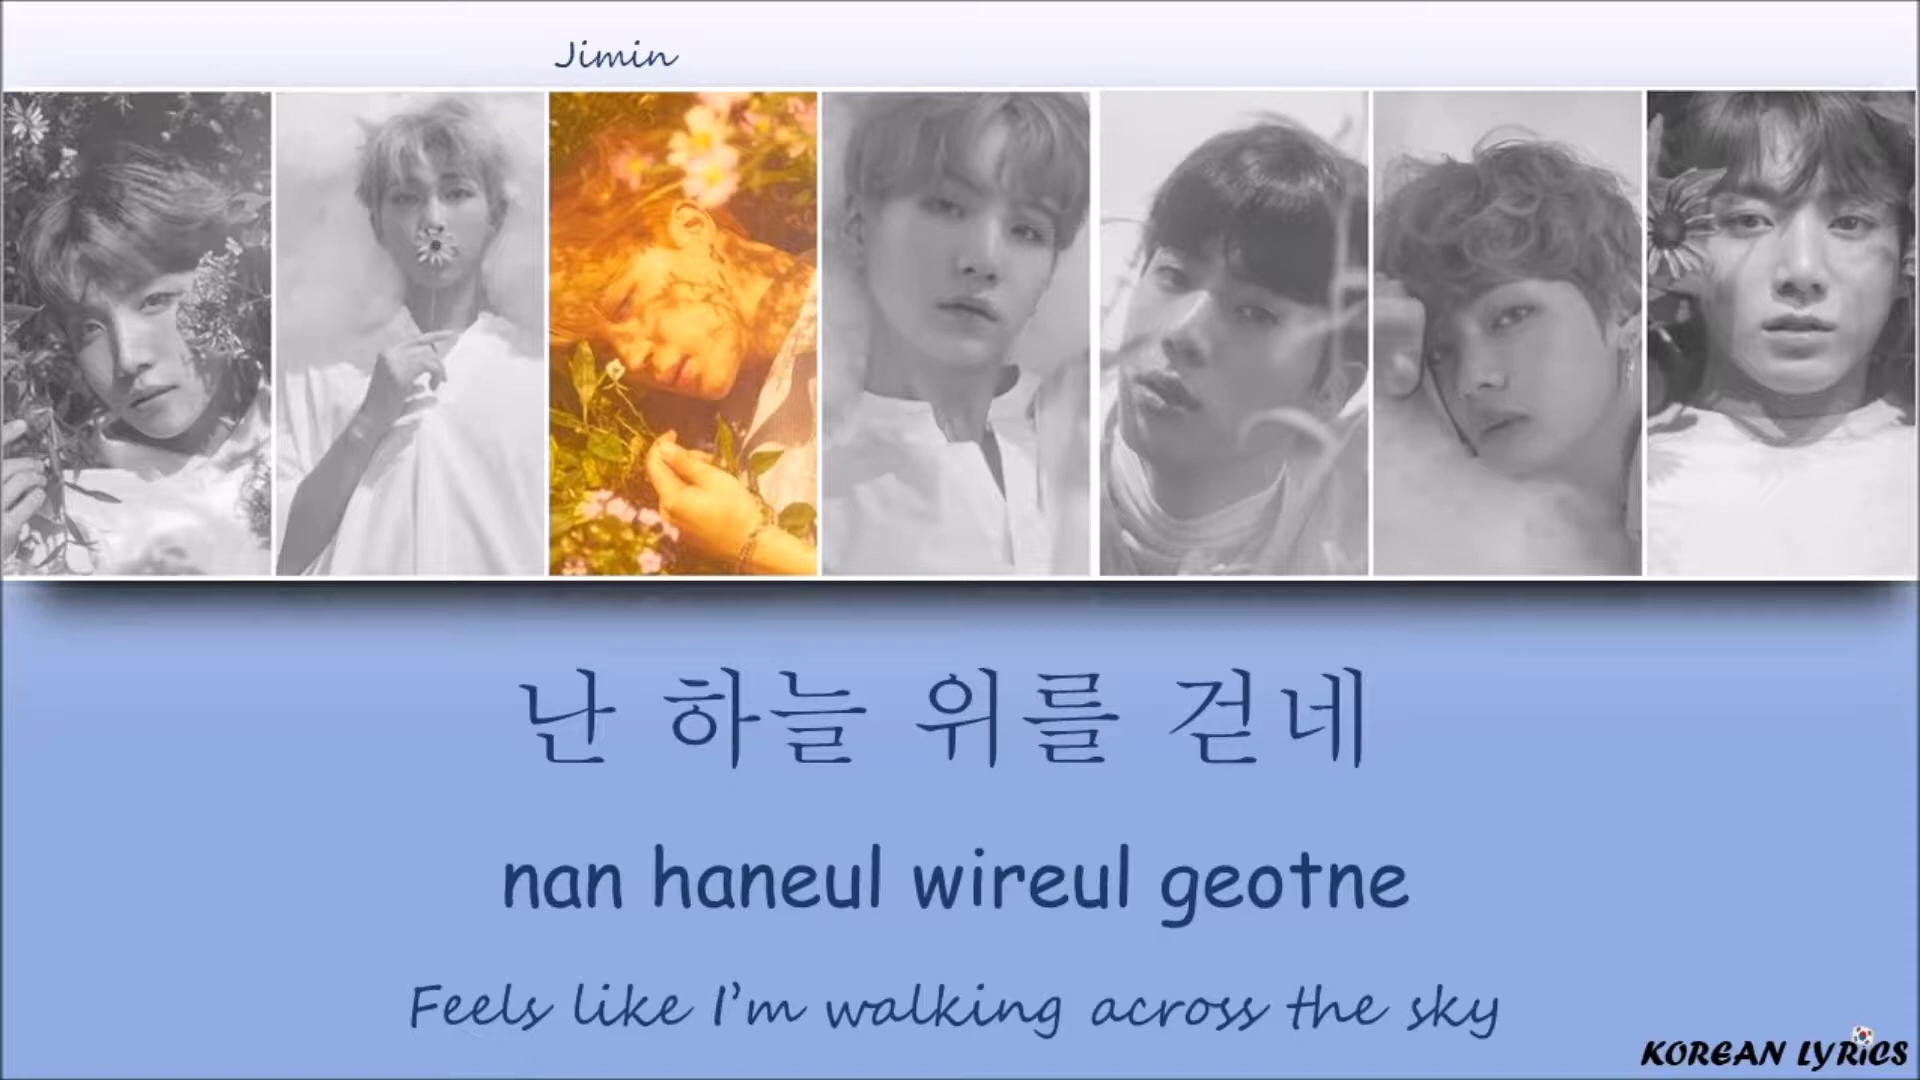 Jimin
난 하늘 위를 걷네
nan haneul wireul geotne
Feels like I'm walking across the sky
KOREAN LYRICS